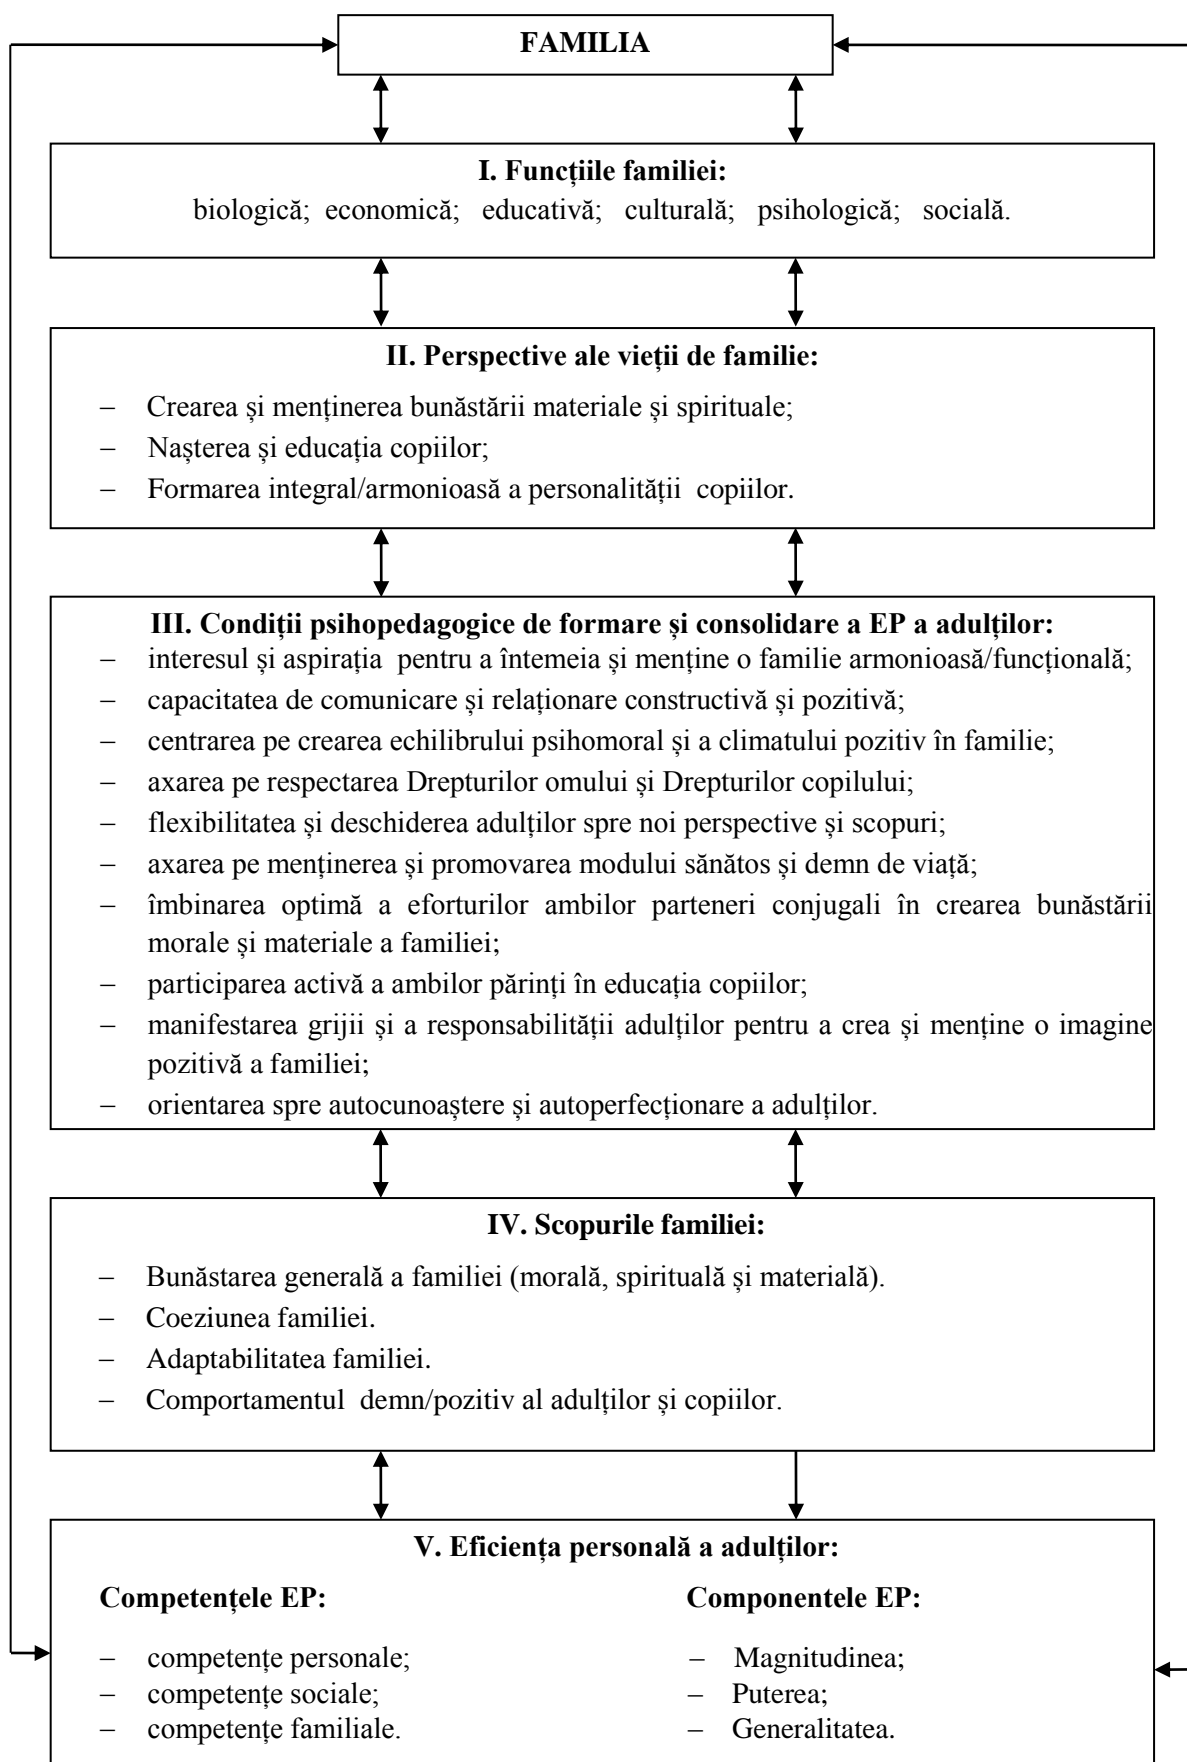 FAMILIA
I. Funcțiile familiei:
biologică; economică; educativă; culturală; psihologică; socială.
II. Perspective ale vieții de familie:
– Crearea și menținerea bunăstării materiale și spirituale;
– Nașterea și educația copiilor;
– Formarea integral/armonioasă a personalității copiilor.
III. Condiții psihopedagogice de formare și consolidare a EP a adulților:
– interesul și aspirația pentru a întemeia și menține o familie armonioasă/funcțională;
– capacitatea de comunicare și relaționare constructivă și pozitivă;
– centrarea pe crearea echilibrului psihomoral și a climatului pozitiv în familie;
– axarea pe respectarea Drepturilor omului și Drepturilor copilului;
– flexibilitatea și deschiderea adulților spre noi perspective și scopuri;
– axarea pe menținerea și promovarea modului sănătos și demn de viață;
– îmbinarea optimă a eforturilor ambilor parteneri conjugali în crearea bunăstării
morale și materiale a familiei;
– participarea activă a ambilor părinți în educația copiilor;
– manifestarea grijii și a responsabilității adulților pentru a crea și menține o imagine
pozitivă a familiei;
– orientarea spre autocunoaștere și autoperfecționare a adulților.
IV. Scopurile familiei:
– Bunăstarea generală a familiei (morală, spirituală și materială).
– Coeziunea familiei.
– Adaptabilitatea familiei.
– Comportamentul demn/pozitiv al adulților și copiilor.
V. Eficiența personală a adulților:
Competențele EP:
– competențe personale;
– competențe sociale;
– competențe familiale.
Componentele EP:
– Magnitudinea;
– Puterea;
– Generalitatea.